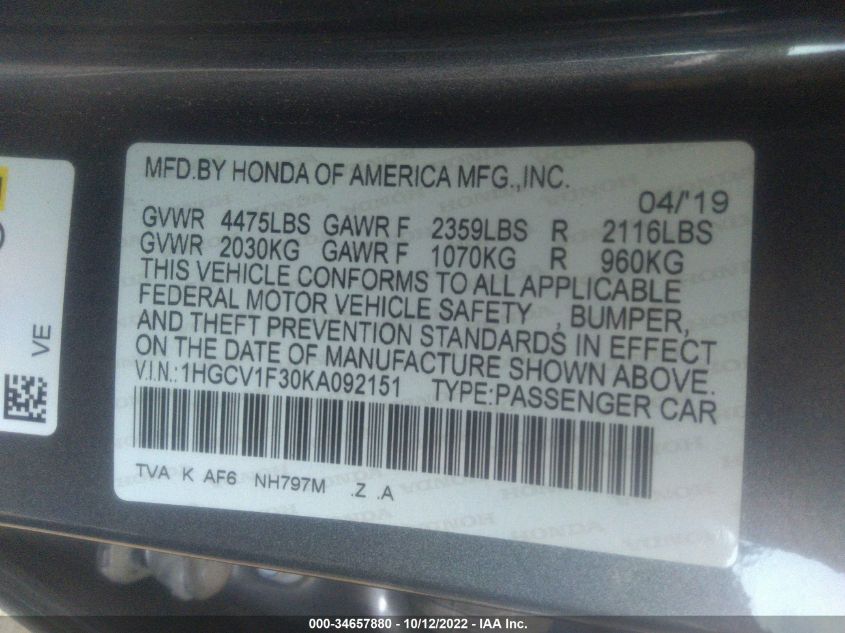 MFD.BY HONDA OF AMERICA MFG.,INC.
04/'19
GVWR 4475LBS GAWR F 2359LBS R 2116LBS
GVWR 2030KG GAWR F 1070KG R 960KG
THIS VEHICLE CONFORMS TO ALL APPLICABLE
FEDERAL MOTOR VEHICLE SAFETY , BUMPER,
AND THEFT PREVENTION STANDARDS IN EFFECT
ON THE DATE OF MANUFACTURE SHOWN ABOVE.
V.I.N.:1HGCV1F30KA092151 TYPE:PASSENGER CAR
TVA K AF6 NH797M .Z .A
VE
000-34657880 - 10/12/2022 - IAA Inc.